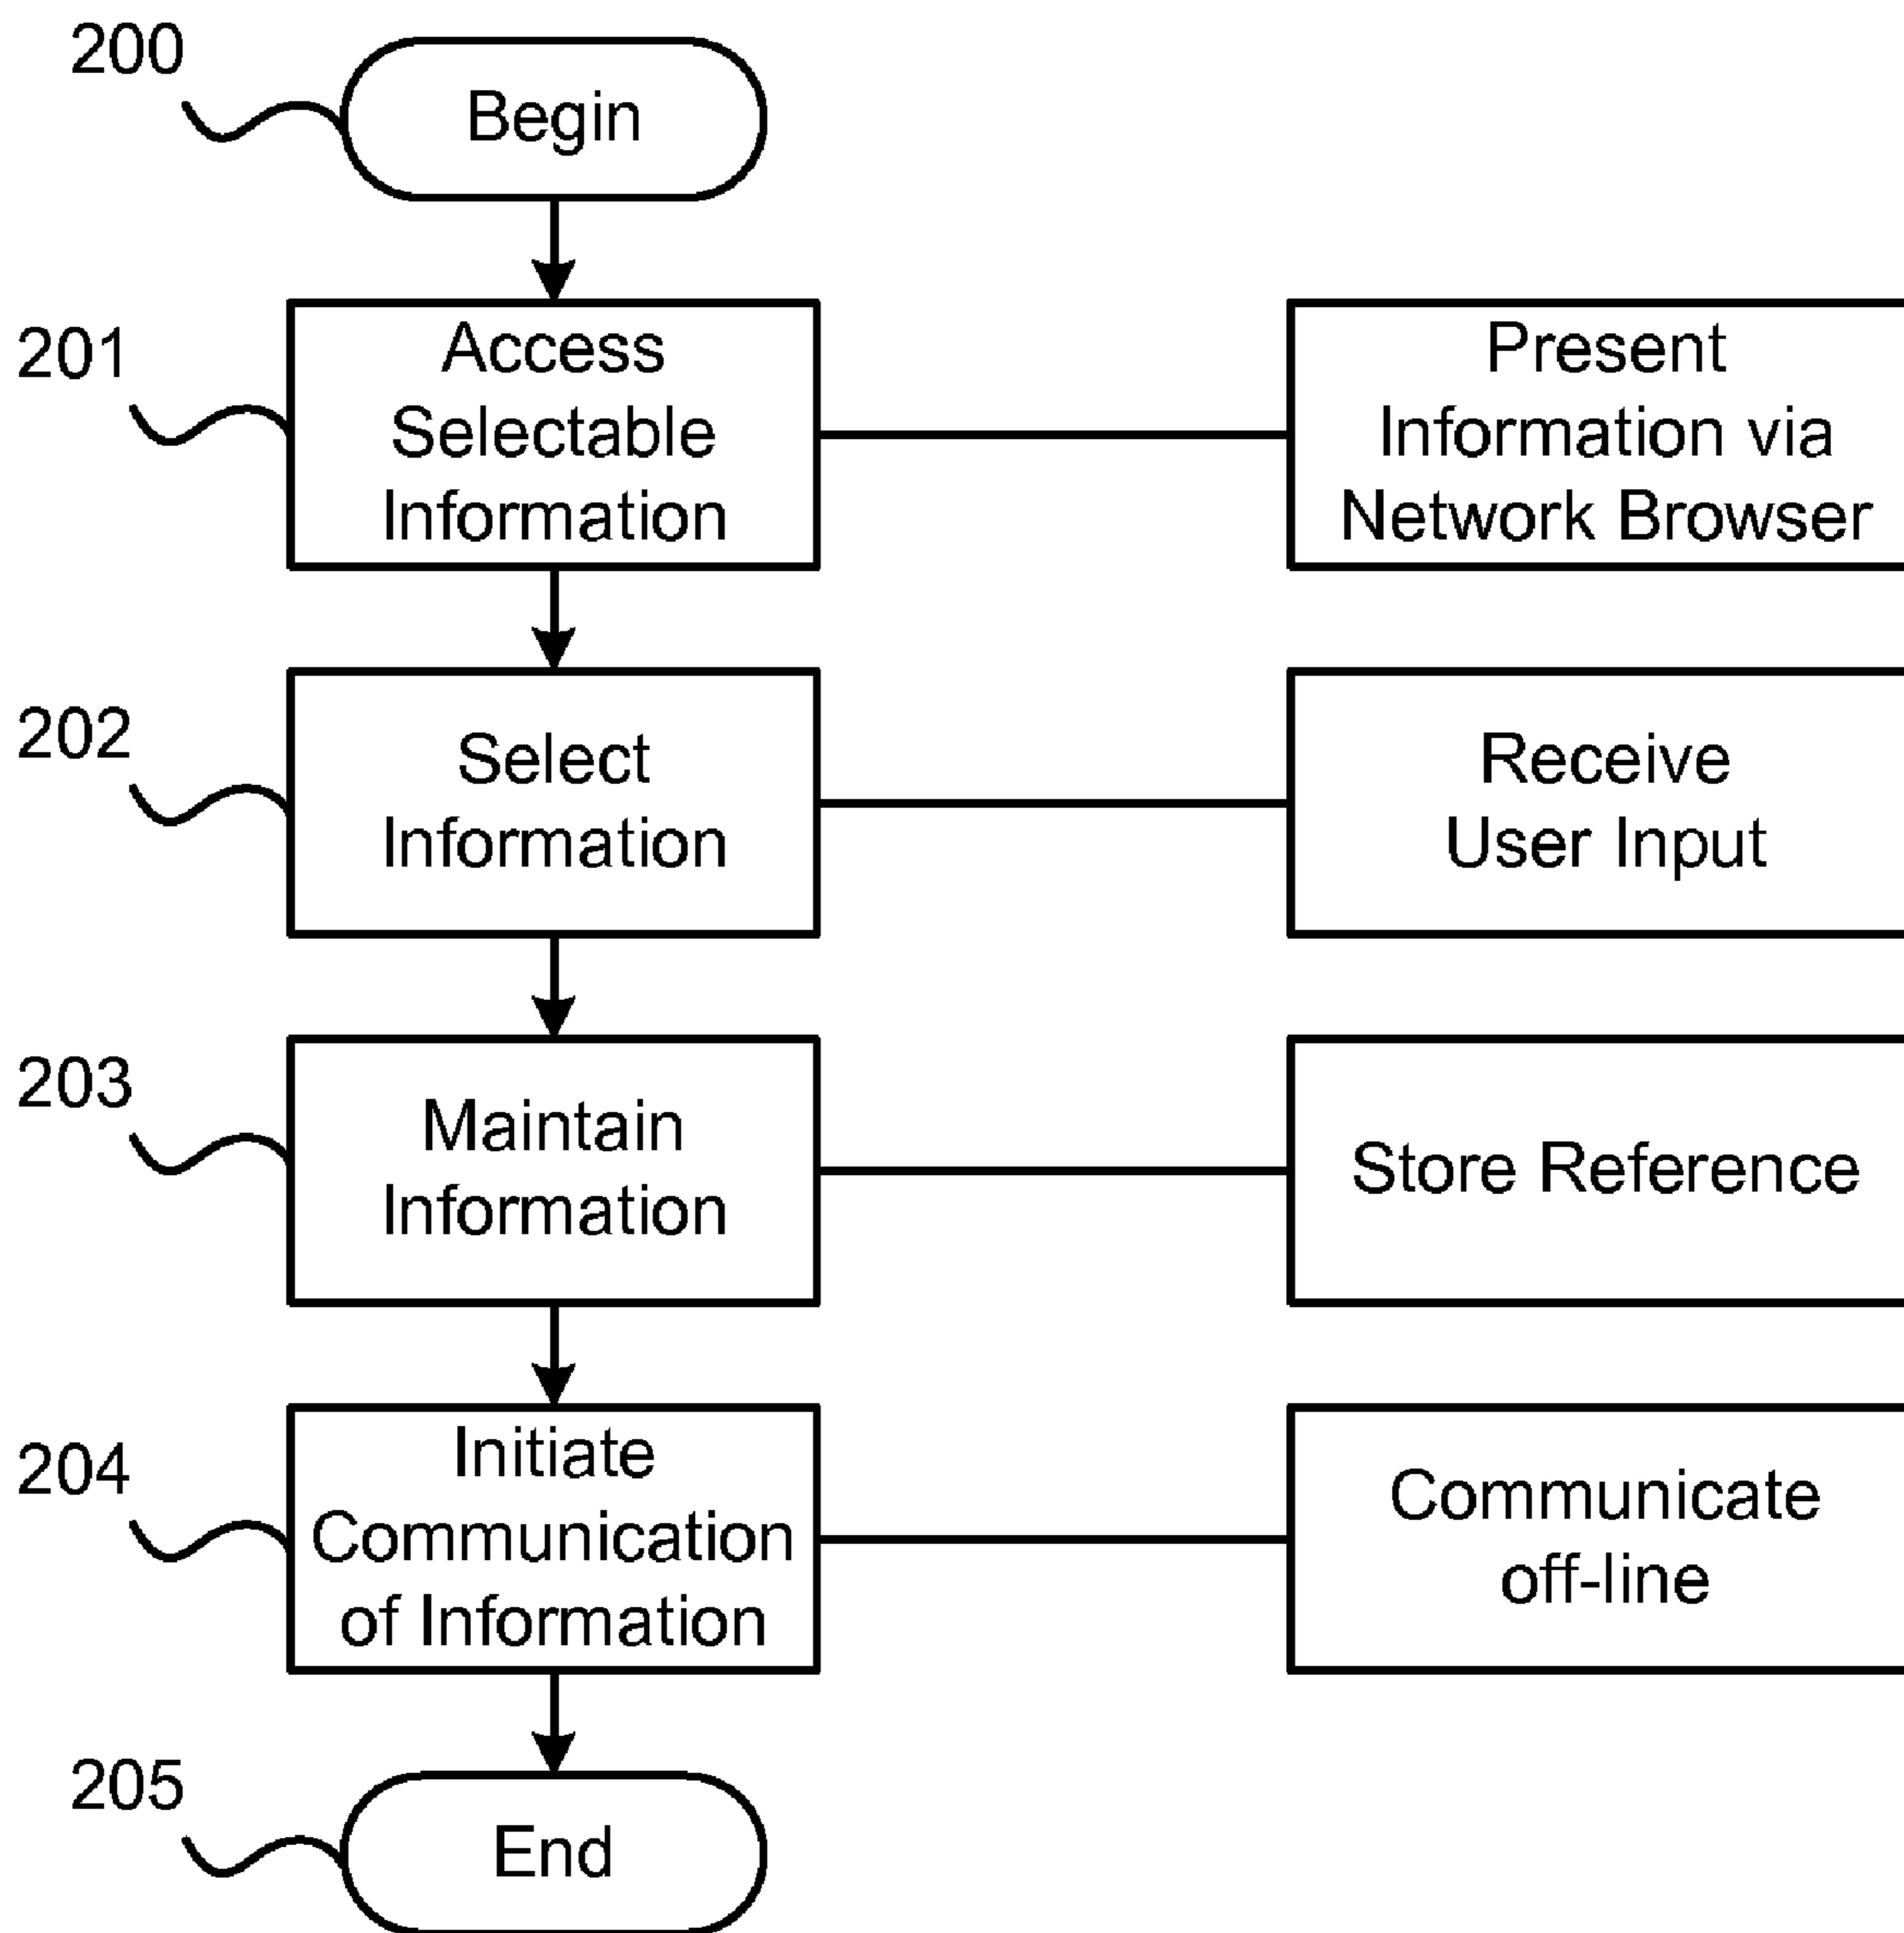 200
Begin
201
Access
Selectable
Information
Present
Information via
Network Browser
202
Select
Information
Receive
User Input
203
Maintain
Information
Store Reference
204
Initiate
Communication
of Information
Communicate
off-line
205
End